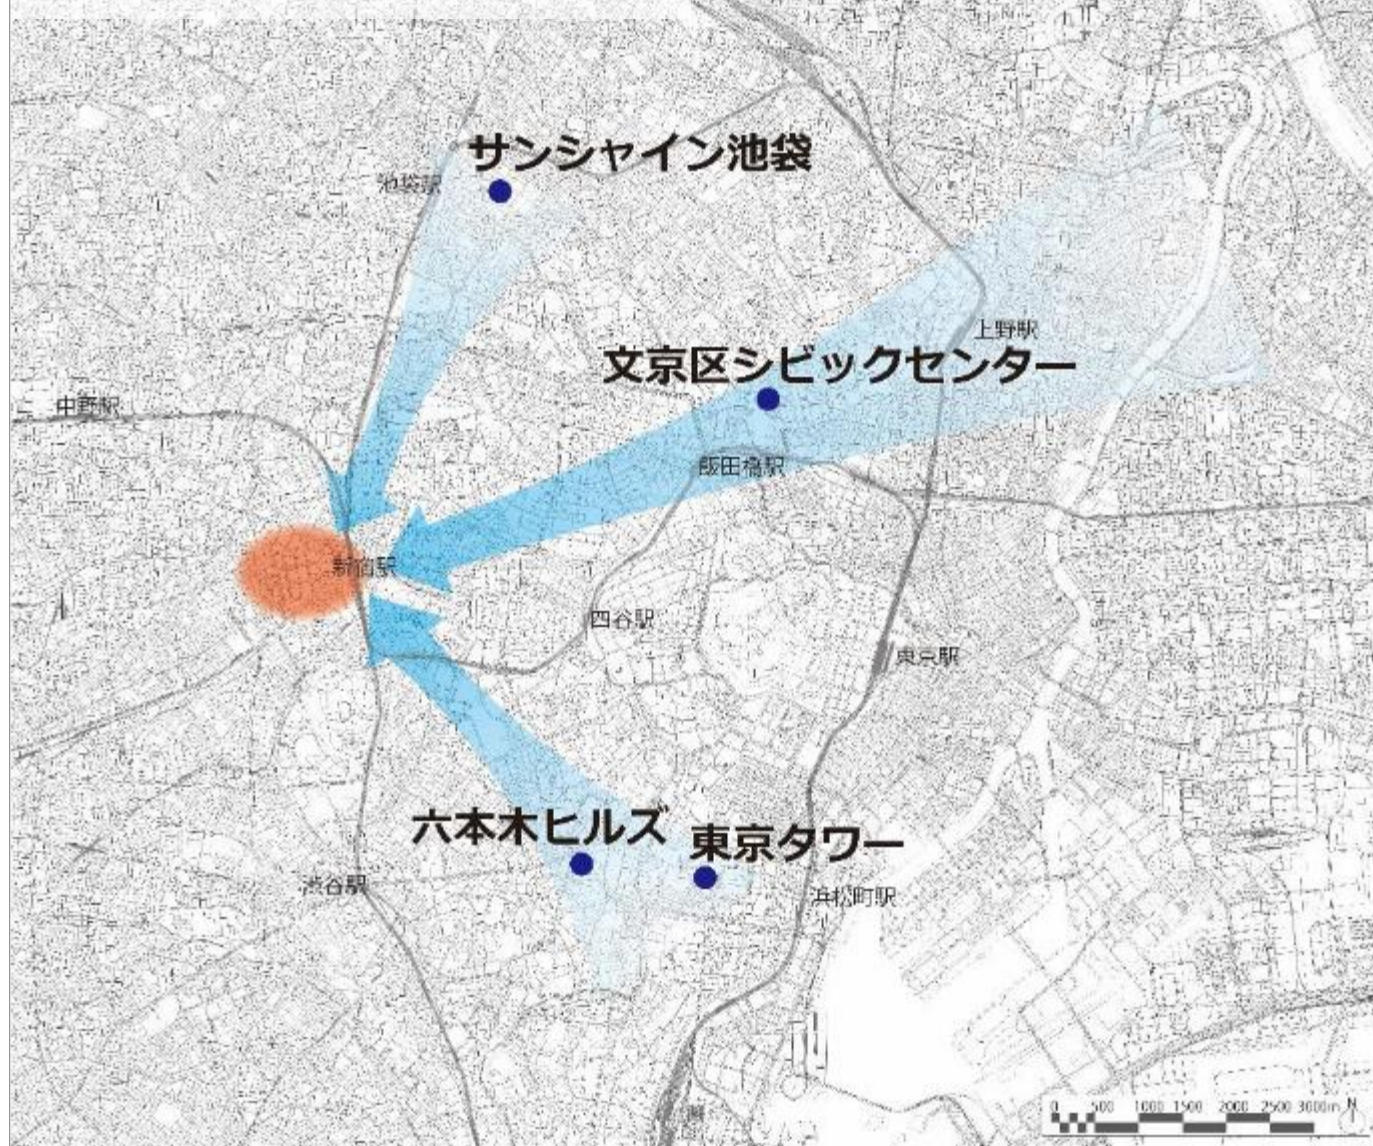 サンシャイン池袋
池袋駅
上野駅
文京区シビックセンター
中野駅
飯田橋駅
新宿駅
四谷駅
東京駅
六本木ヒルズ
東京タワー
渋谷駅
浜松町駅
0 500 1000 1500 2000 2500 3000m
N